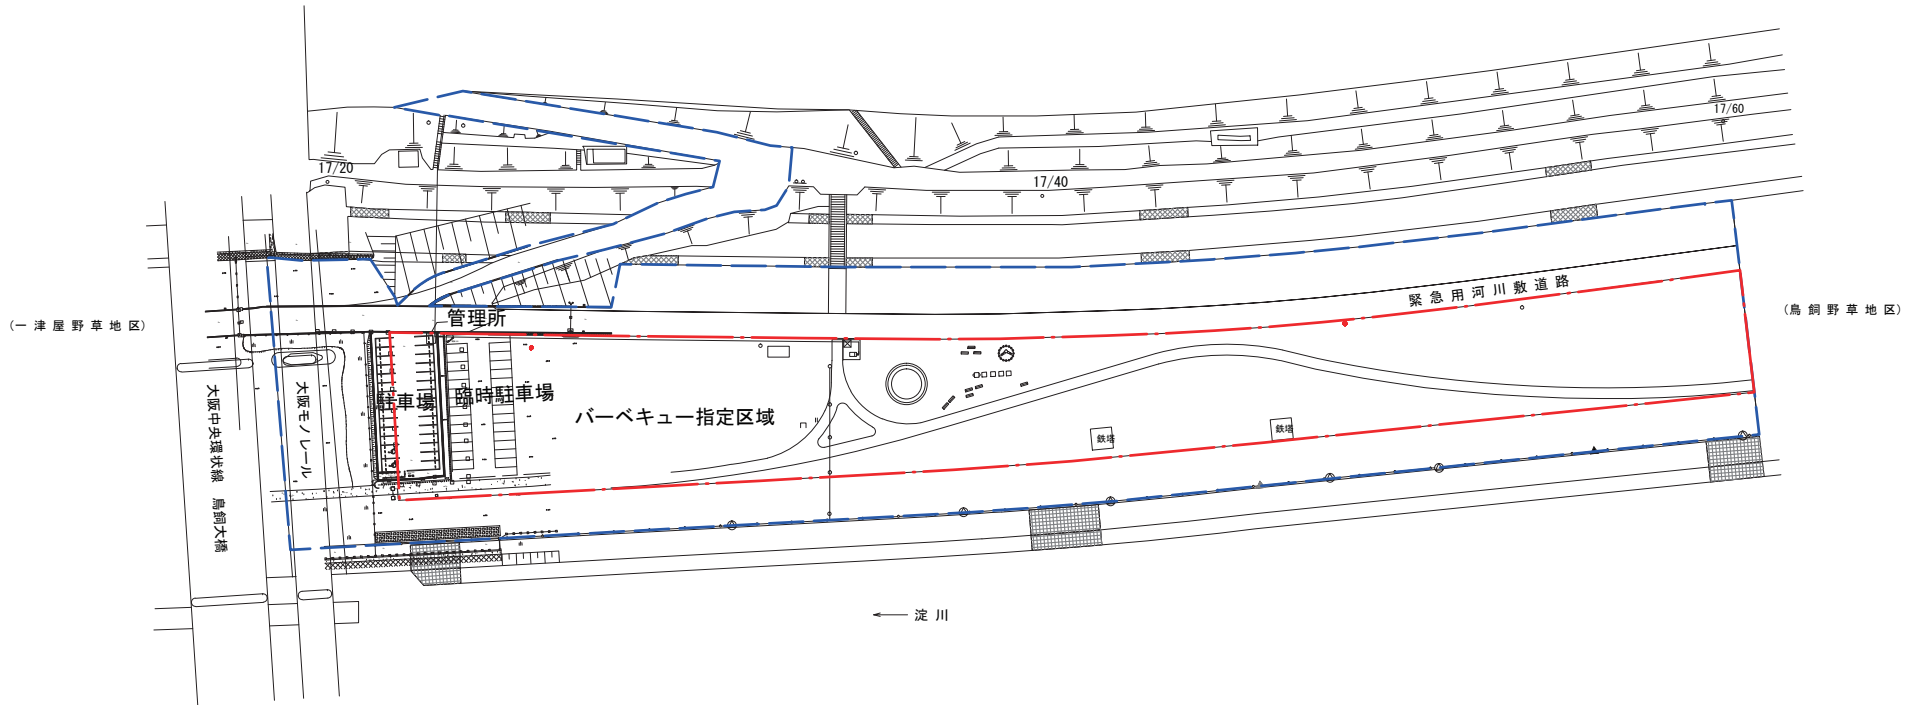 17/60
17/20
17/40
緊急用河川敷道路
(一津屋野草地区)
(鳥飼野草地区)
管理所
駐車場
臨時駐車場
バーベキュー指定区域
大阪中央環状線 鳥飼大橋
大阪モノレール
鉄塔
鉄塔
← 淀川